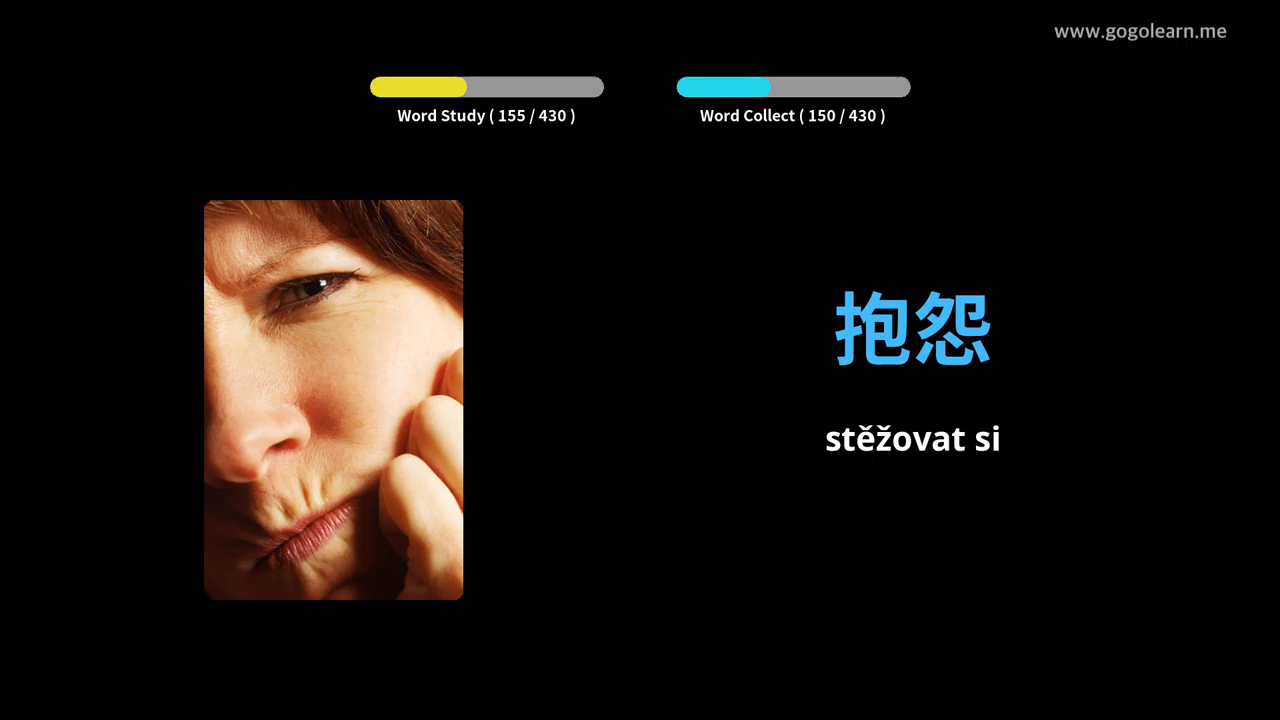 www.gogolearn.me
Word Study ( 155 / 430 )
Word Collect ( 150 / 430 )
抱怨
stěžovat si